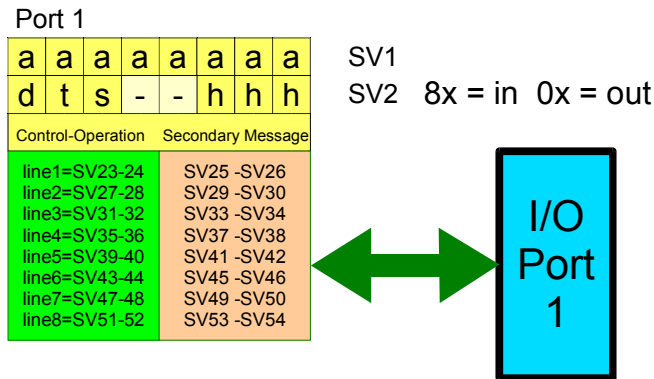 Port 1
a a a a a a a a SV1
d t s - - h h h SV2 8x = in 0x = out
Control-Operation Secondary Message
line1=SV23-24 SV25 -SV26
line2=SV27-28 SV29 -SV30
line3=SV31-32 SV33 -SV34
line4=SV35-36 SV37 -SV38
line5=SV39-40 SV41 -SV42
line6=SV43-44 SV45 -SV46
line7=SV47-48 SV49 -SV50
line8=SV51-52 SV53 -SV54
I/O
Port
1